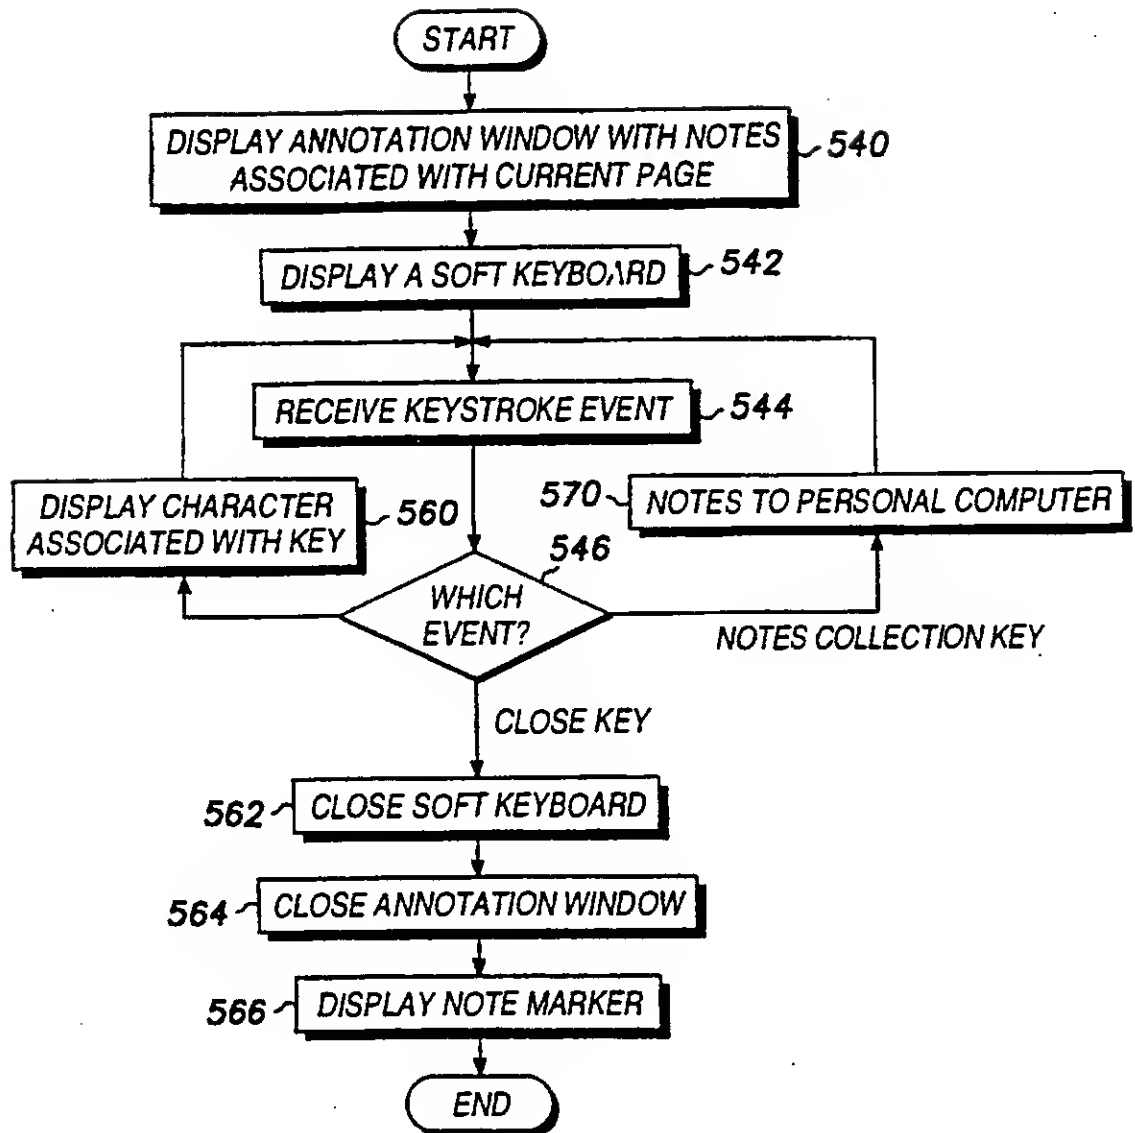 START
DISPLAY ANNOTATION WINDOW WITH NOTES
ASSOCIATED WITH CURRENT PAGE
540
DISPLAY A SOFT KEYBOARD
542
RECEIVE KEYSTROKE EVENT
544
DISPLAY CHARACTER
ASSOCIATED WITH KEY
560
570
NOTES TO PERSONAL COMPUTER
546
WHICH
EVENT?
NOTES COLLECTION KEY
CLOSE KEY
562
CLOSE SOFT KEYBOARD
564
CLOSE ANNOTATION WINDOW
566
DISPLAY NOTE MARKER
END